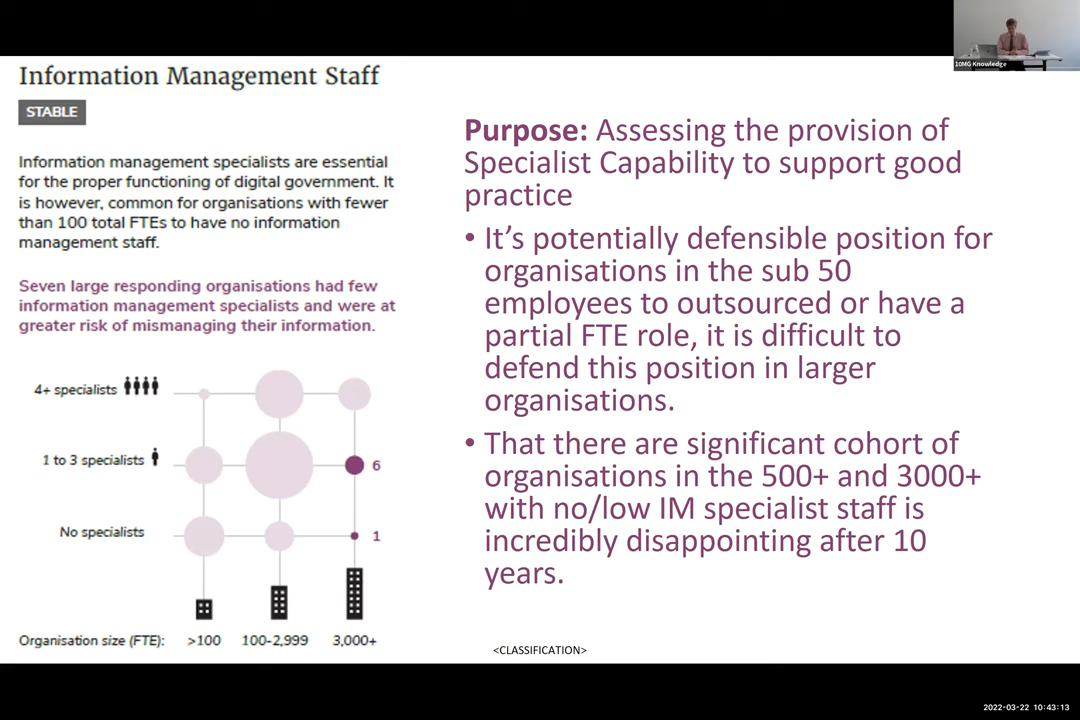 10MG Knowledge
Information Management Staff
STABLE
Information management specialists are essential
for the proper functioning of digital government. It
is however, common for organisations with fewer
than 100 total FTEs to have no information
management staff.
Seven large responding organisations had few
information management specialists and were at
greater risk of mismanaging their information.
4+ specialists
1 to 3 specialists
6
No specialists
1
Organisation size (FTE): >100 100-2,999 3,000+
Purpose: Assessing the provision of
Specialist Capability to support good
practice
• It’s potentially defensible position for
organisations in the sub 50
employees to outsourced or have a
partial FTE role, it is difficult to
defend this position in larger
organisations.
• That there are significant cohort of
organisations in the 500+ and 3000+
with no/low IM specialist staff is
incredibly disappointing after 10
years.
<CLASSIFICATION>
2022-03-22 10:43:13